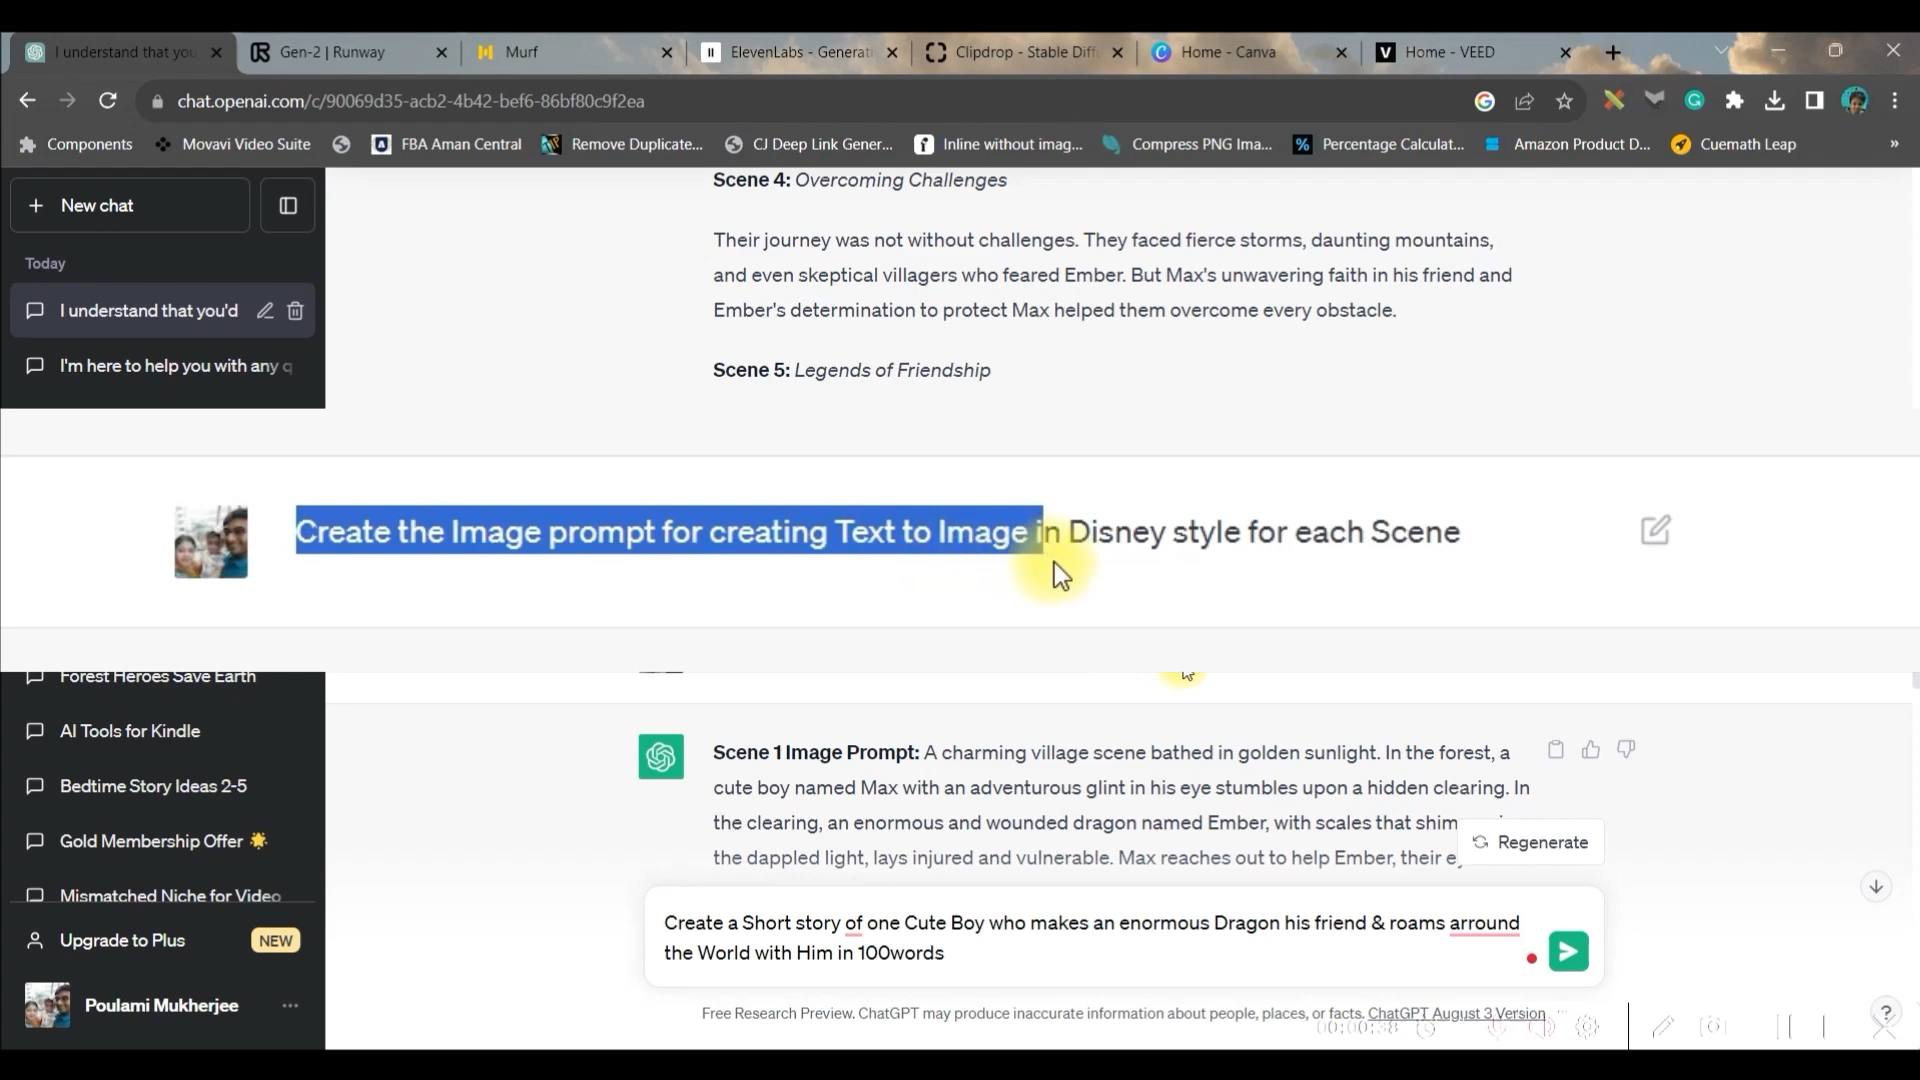 I understand that you
Gen-2 | Runway
Murf
ElevenLabs - Generati
Clipdrop - Stable Diff
Home - Canva
Home - VEED
chat.openai.com/c/90069d35-acb2-4b42-bef6-86bf80c9f2ea
Components
Movavi Video Suite
FBA Aman Central
Remove Duplicate...
CJ Deep Link Gener...
Inline without imag...
Compress PNG Ima...
Percentage Calculat...
Amazon Product D...
Cuemath Leap
»
New chat
Today
I understand that you'd
I'm here to help you with any q
Scene 4: Overcoming Challenges
Their journey was not without challenges. They faced fierce storms, daunting mountains,
and even skeptical villagers who feared Ember. But Max's unwavering faith in his friend and
Ember's determination to protect Max helped them overcome every obstacle.
Scene 5: Legends of Friendship
Create the Image prompt for creating Text to Image in Disney style for each Scene
Forest Heroes Save Earth
AI Tools for Kindle
Bedtime Story Ideas 2-5
Gold Membership Offer 🌟
Mismatched Niche for Video
Upgrade to Plus
NEW
Poulami Mukherjee
Scene 1 Image Prompt: A charming village scene bathed in golden sunlight. In the forest, a
cute boy named Max with an adventurous glint in his eye stumbles upon a hidden clearing. In
the clearing, an enormous and wounded dragon named Ember, with scales that shim
the dappled light, lays injured and vulnerable. Max reaches out to help Ember, their ey
Regenerate
Create a Short story of one Cute Boy who makes an enormous Dragon his friend & roams arround
the World with Him in 100words
Free Research Preview. ChatGPT may produce inaccurate information about people, places, or facts. ChatGPT August 3 Version
00:00:38
?